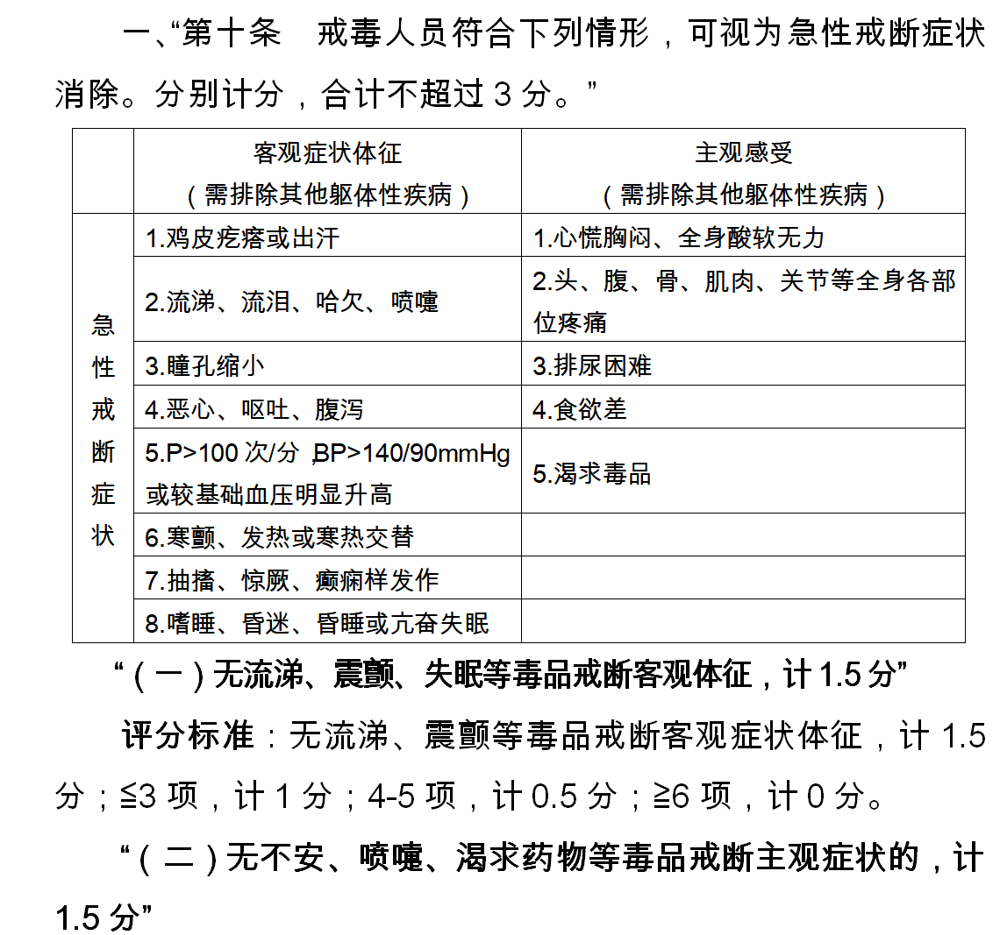 一、“第十条　戒毒人员符合下列情形，可视为急性戒断症状
消除。分别计分，合计不超过 3 分。”
客观症状体征
（需排除其他躯体性疾病）
主观感受
（需排除其他躯体性疾病）
急性戒断症状
1.鸡皮疙瘩或出汗
1.心慌胸闷、全身酸软无力
2.流涕、流泪、哈欠、喷嚏
2.头、腹、骨、肌肉、关节等全身各部
位疼痛
3.瞳孔缩小
3.排尿困难
4.恶心、呕吐、腹泻
4.食欲差
5.P>100 次/分，BP>140/90mmHg
或较基础血压明显升高
5.渴求毒品
6.寒颤、发热或寒热交替
7.抽搐、惊厥、癫痫样发作
8.嗜睡、昏迷、昏睡或亢奋失眠
“（一）无流涕、震颤、失眠等毒品戒断客观体征，计 1.5 分”
评分标准：无流涕、震颤等毒品戒断客观症状体征，计 1.5
分；≦3 项，计 1 分；4-5 项，计 0.5 分；≧6 项，计 0 分。
“（二）无不安、喷嚏、渴求药物等毒品戒断主观症状的，计
1.5 分”